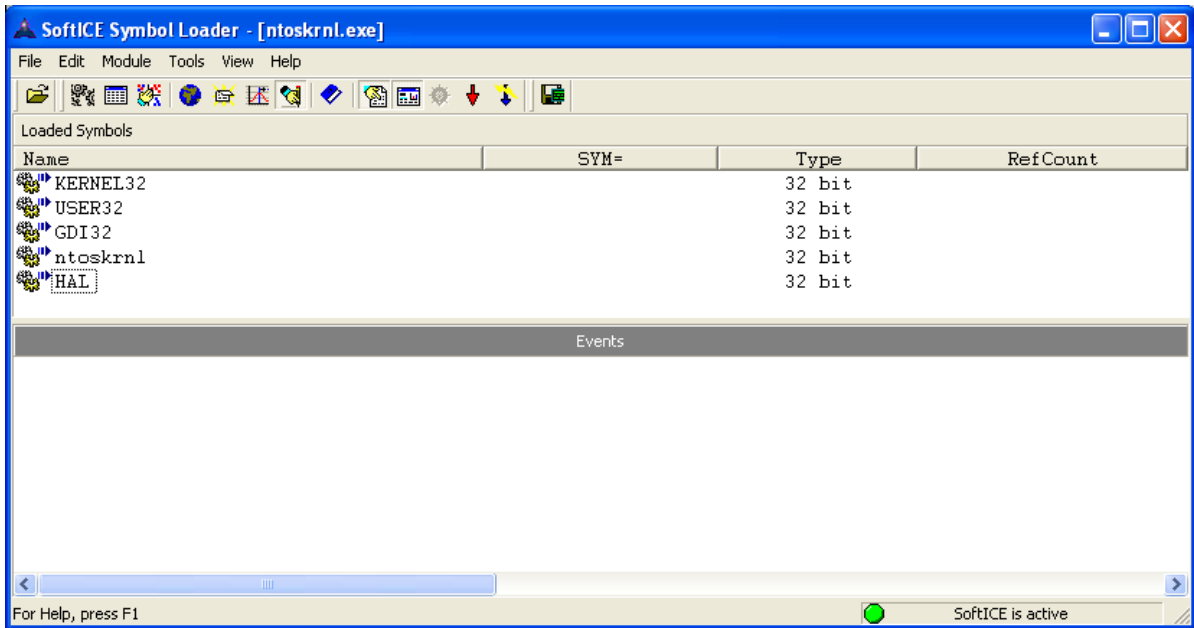 SoftICE Symbol Loader - [ntoskrnl.exe]
File Edit Module Tools View Help
Loaded Symbols
Name SYM= Type RefCount
KERNEL32 32 bit
USER32 32 bit
GDI32 32 bit
ntoskrnl 32 bit
HAL 32 bit
Events
For Help, press F1 SoftICE is active